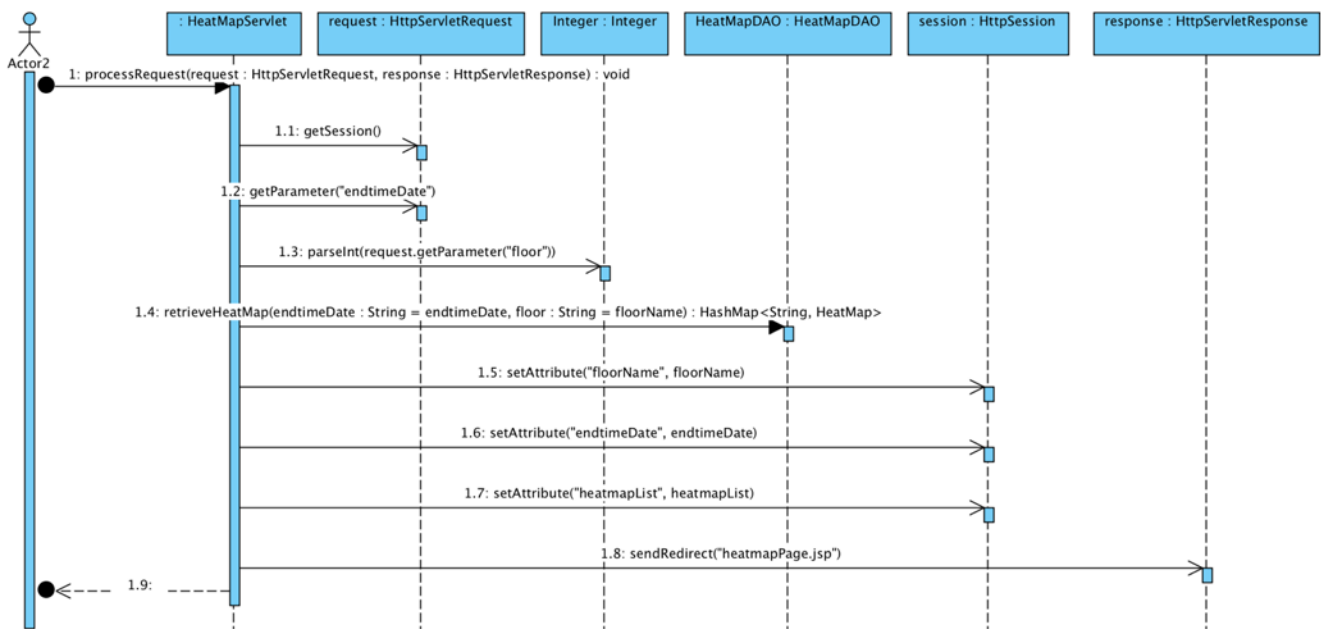 : HeatMapServlet
request : HttpServletRequest
Integer : Integer
HeatMapDAO : HeatMapDAO
session : HttpSession
response : HttpServletResponse
Actor2
1: processRequest(request : HttpServletRequest, response : HttpServletResponse) : void
1.1: getSession()
1.2: getParameter("endtimeDate")
1.3: parseInt(request.getParameter("floor"))
1.4: retrieveHeatMap(endtimeDate : String = endtimeDate, floor : String = floorName) : HashMap<String, HeatMap>
1.5: setAttribute("floorName", floorName)
1.6: setAttribute("endtimeDate", endtimeDate)
1.7: setAttribute("heatmapList", heatmapList)
1.8: sendRedirect("heatmapPage.jsp")
1.9: